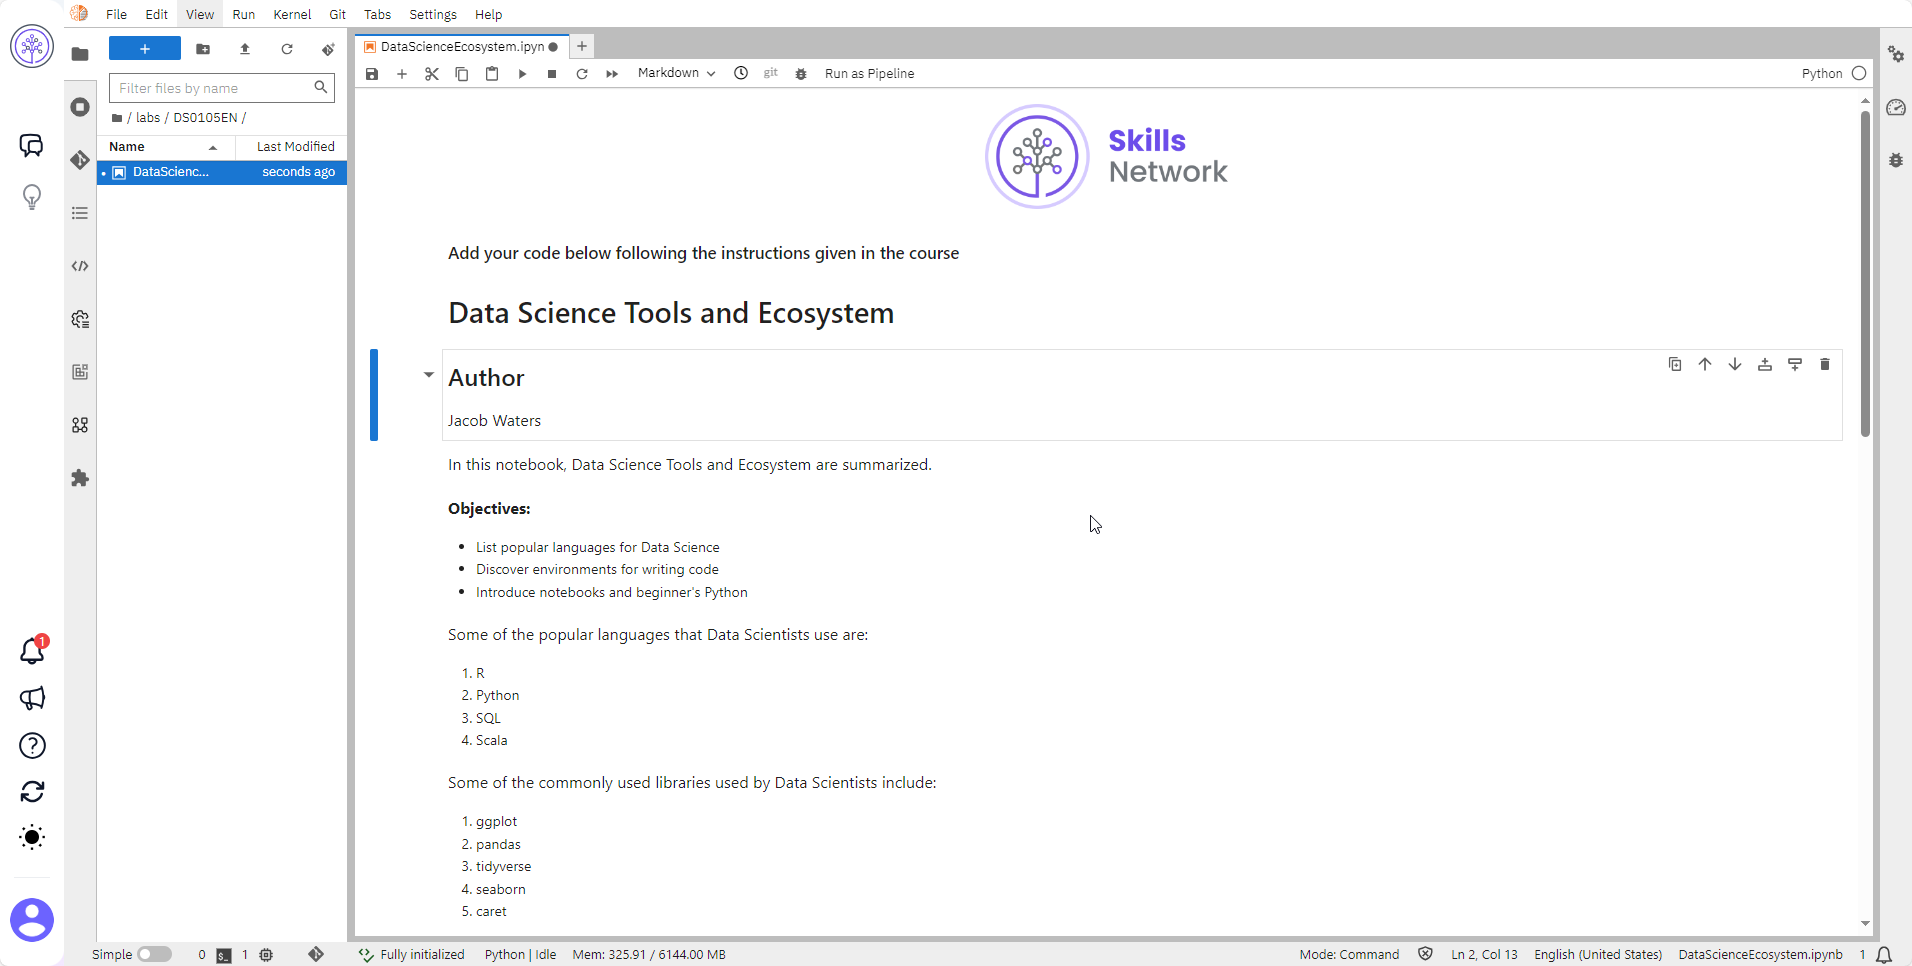 File Edit View Run Kernel Git Tabs Settings Help
+
DataScienceEcosystem.ipyn
+
Filter files by name
Markdown
git
Run as Pipeline
Python
/ labs / DS0105EN /
Name
Last Modified
DataScienc...
seconds ago
Skills
Network
Add your code below following the instructions given in the course
Data Science Tools and Ecosystem
Author
Jacob Waters
In this notebook, Data Science Tools and Ecosystem are summarized.
Objectives:
• List popular languages for Data Science
• Discover environments for writing code
• Introduce notebooks and beginner's Python
Some of the popular languages that Data Scientists use are:
1. R
2. Python
3. SQL
4. Scala
Some of the commonly used libraries used by Data Scientists include:
1. ggplot
2. pandas
3. tidyverse
4. seaborn
5. caret
1
Simple
0
1
Fully initialized
Python | Idle
Mem: 325.91 / 6144.00 MB
Mode: Command
Ln 2, Col 13
English (United States)
DataScienceEcosystem.ipynb
1